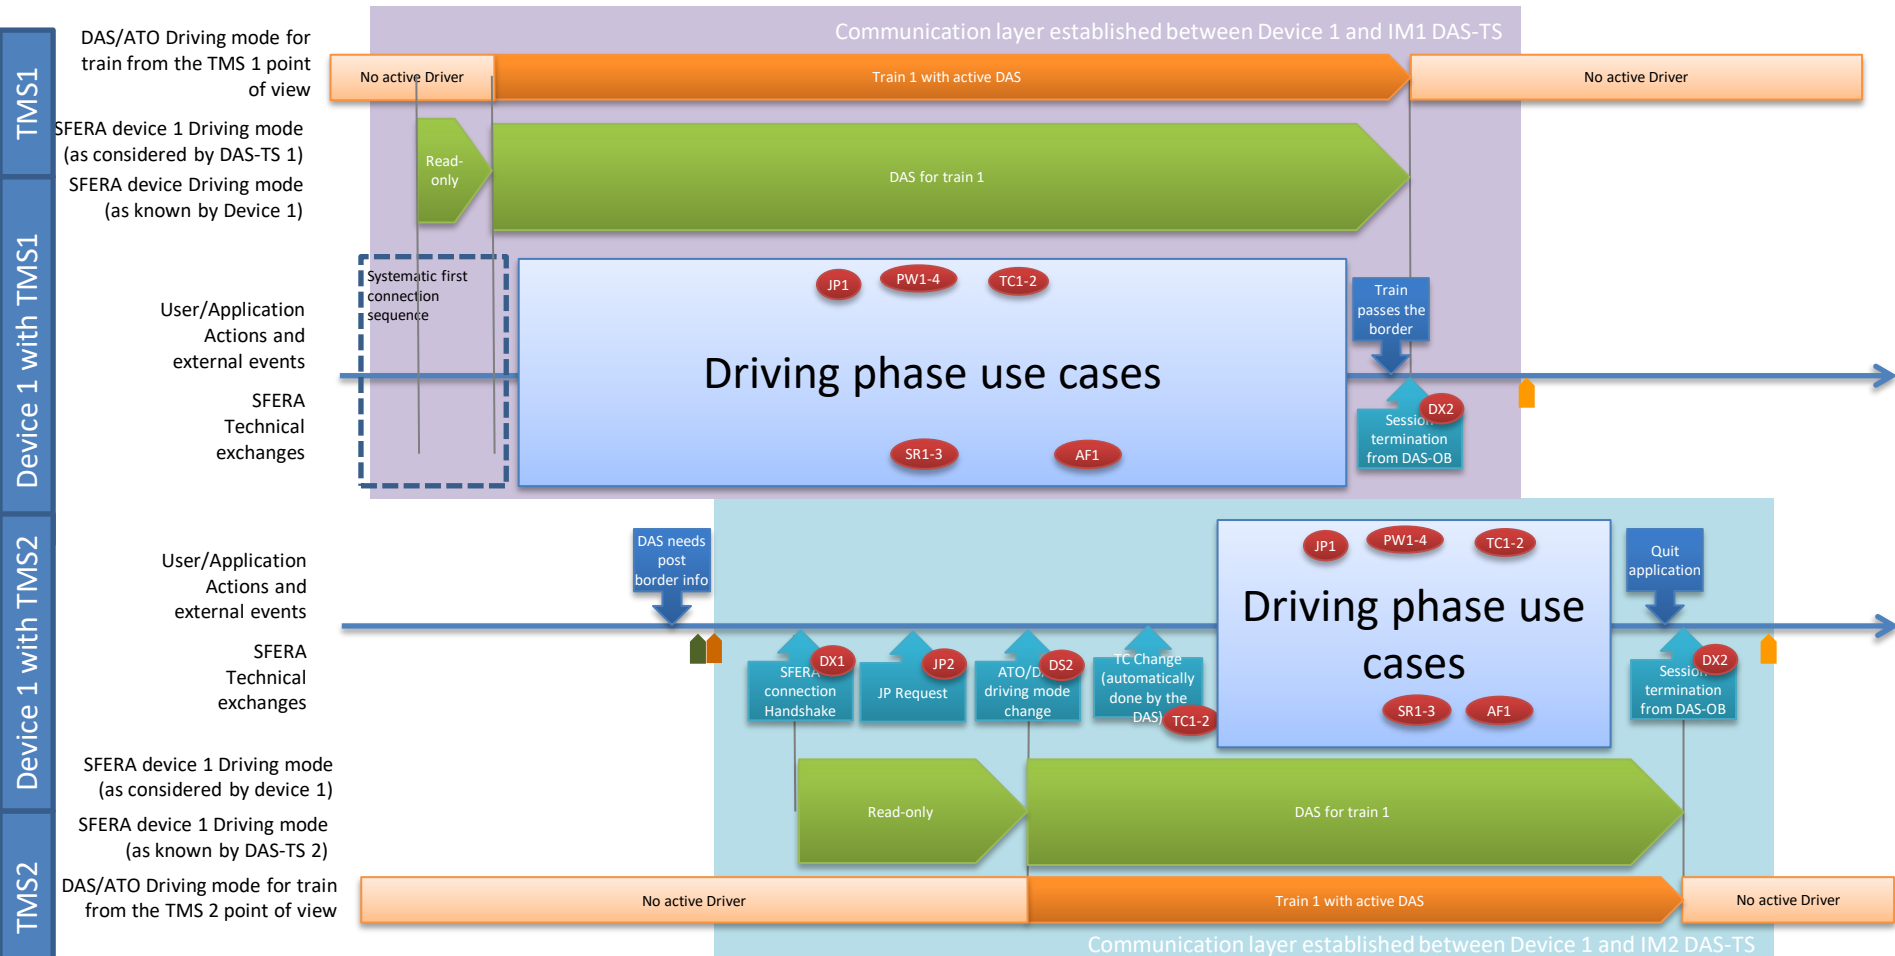 Communication layer established between Device 1 and IM1 DAS-TS
TMS1
DAS/ATO Driving mode for
train from the TMS 1 point
of view
No active Driver
Train 1 with active DAS
No active Driver
SFERA device 1 Driving mode
(as considered by DAS-TS 1)
Read-
only
DAS for train 1
SFERA device Driving mode
(as known by Device 1)
Device 1 with TMS1
Systematic first
connection
sequence
JP1
PW1-4
TC1-2
Train
passes the
border
User/Application
Actions and
external events
Driving phase use cases
SFERA
Technical
exchanges
SR1-3
AF1
DX2
Session
termination
from DAS-OB
Device 1 with TMS2
DAS needs
post
border info
JP1
PW1-4
TC1-2
Quit
application
User/Application
Actions and
external events
Driving phase use
cases
SFERA
Technical
exchanges
DX1
SFERA
connection
Handshake
JP2
JP Request
DS2
ATO/DAS
driving mode
change
TC Change
(automatically
done by the
DAS)
TC1-2
SR1-3
AF1
DX2
Session
termination
from DAS-OB
SFERA device 1 Driving mode
(as considered by device 1)
Read-only
DAS for train 1
SFERA device 1 Driving mode
(as known by DAS-TS 2)
TMS2
DAS/ATO Driving mode for train
from the TMS 2 point of view
No active Driver
Train 1 with active DAS
No active Driver
Communication layer established between Device 1 and IM2 DAS-TS